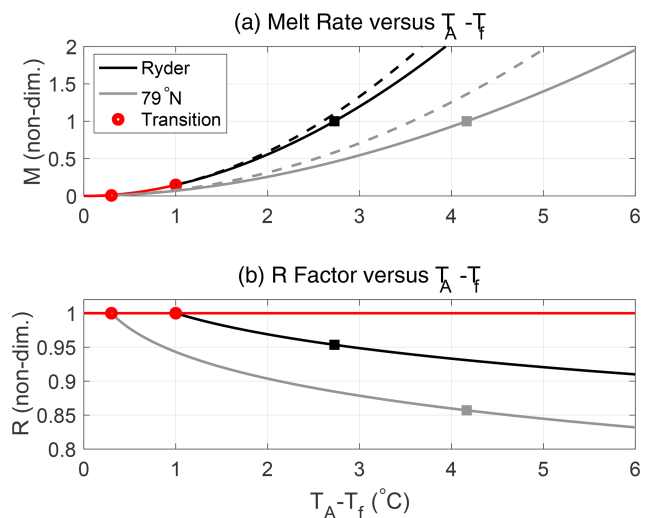 (a) Melt Rate versus T_A -T_f
M (non-dim.)
2
1.5
1
0.5
0
Ryder
79°N
Transition
0 1 2 3 4 5 6
(b) R Factor versus T_A -T_f
R (non-dim.)
1
0.95
0.9
0.85
0.8
0 1 2 3 4 5 6
T_A-T_f (°C)